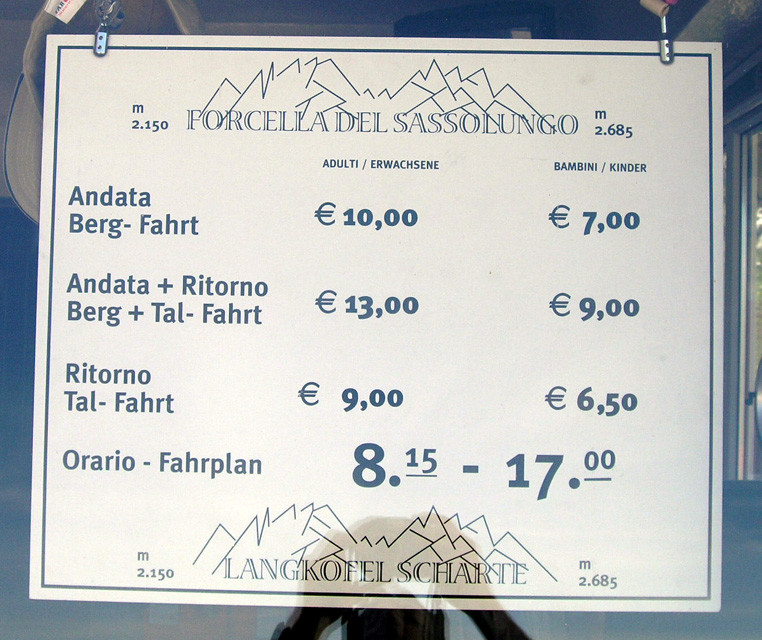 m
2.150
FORCELLA DEL SASSOLUNGO
m
2.685
ADULTI / ERWACHSENE
BAMBINI / KINDER
Andata
Berg- Fahrt
€ 10,00
€ 7,00
Andata + Ritorno
Berg + Tal- Fahrt
€ 13,00
€ 9,00
Ritorno
Tal- Fahrt
€ 9,00
€ 6,50
Orario - Fahrplan 8.15 - 17.00
m
2.150
LANGKOFEL SCHARTE
m
2.685